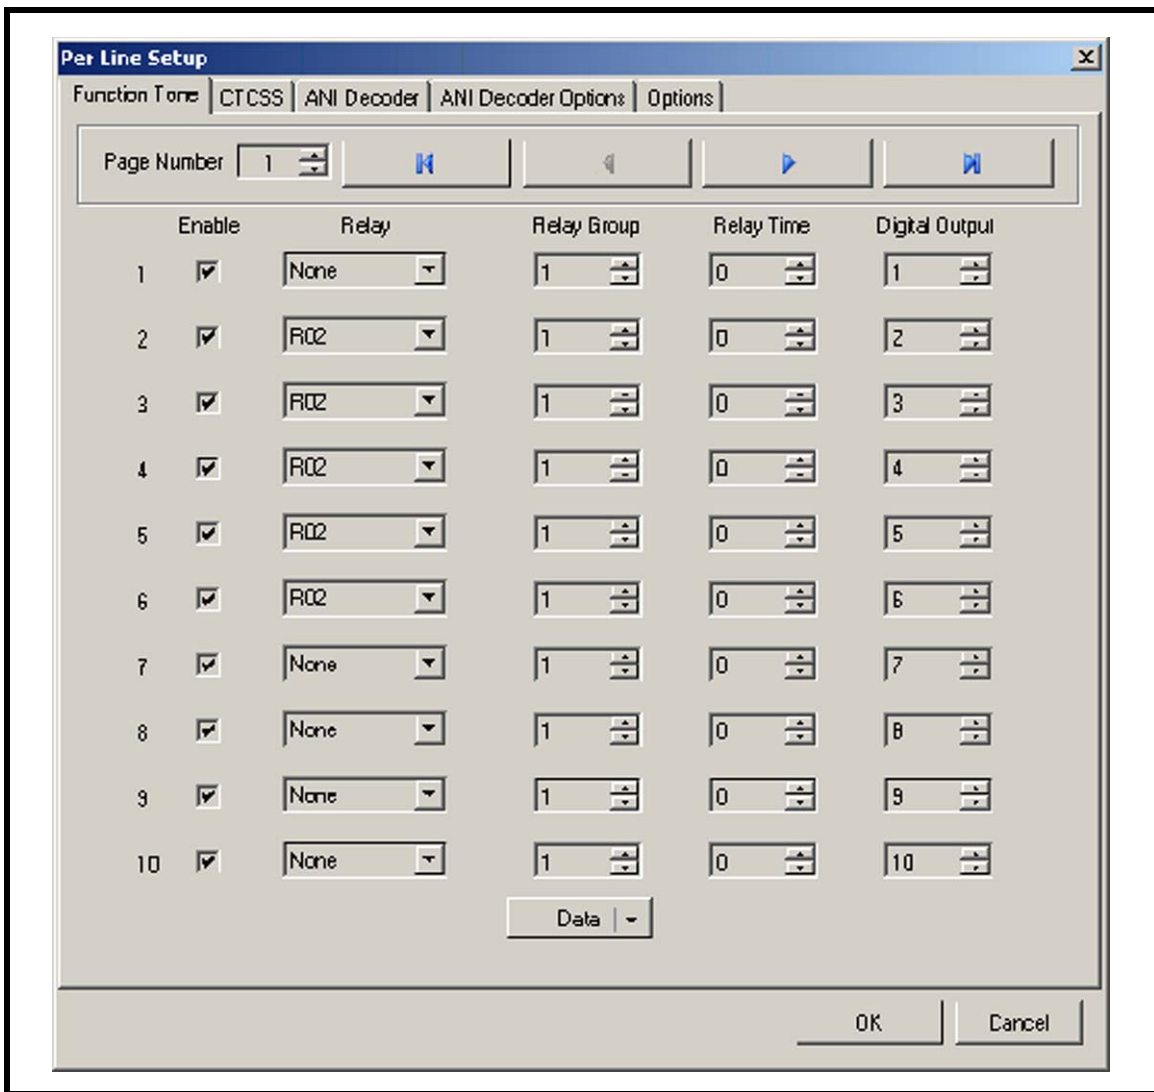 Per Line Setup
Function Tone CTCSS ANI Decoder ANI Decoder Options Options
Page Number 1
Enable Relay Relay Group Relay Time Digital Output
1 None 1 0 1
2 R02 1 0 2
3 R02 1 0 3
4 R02 1 0 4
5 R02 1 0 5
6 R02 1 0 6
7 None 1 0 7
8 None 1 0 8
9 None 1 0 9
10 None 1 0 10
Data
OK Cancel